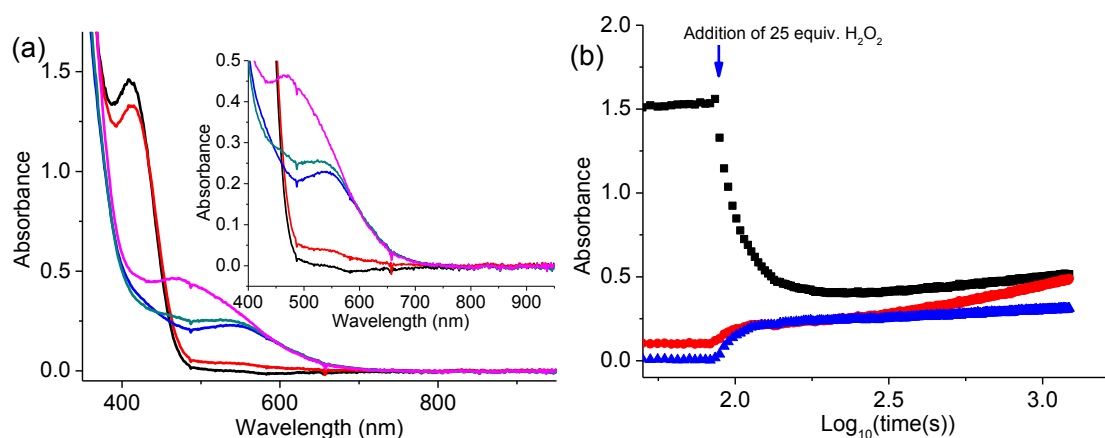 (a)
Absorbance
1.5
1.0
0.5
0.0
400
600
800
Wavelength (nm)
Absorbance
0.5
0.4
0.3
0.2
0.1
0.0
400 500 600 700 800 900
Wavelength (nm)
(b)
Addition of 25 equiv. H₂O₂
Absorbance
2.0
1.5
1.0
0.5
0.0
2.0
2.5
3.0
Log₁₀(time(s))